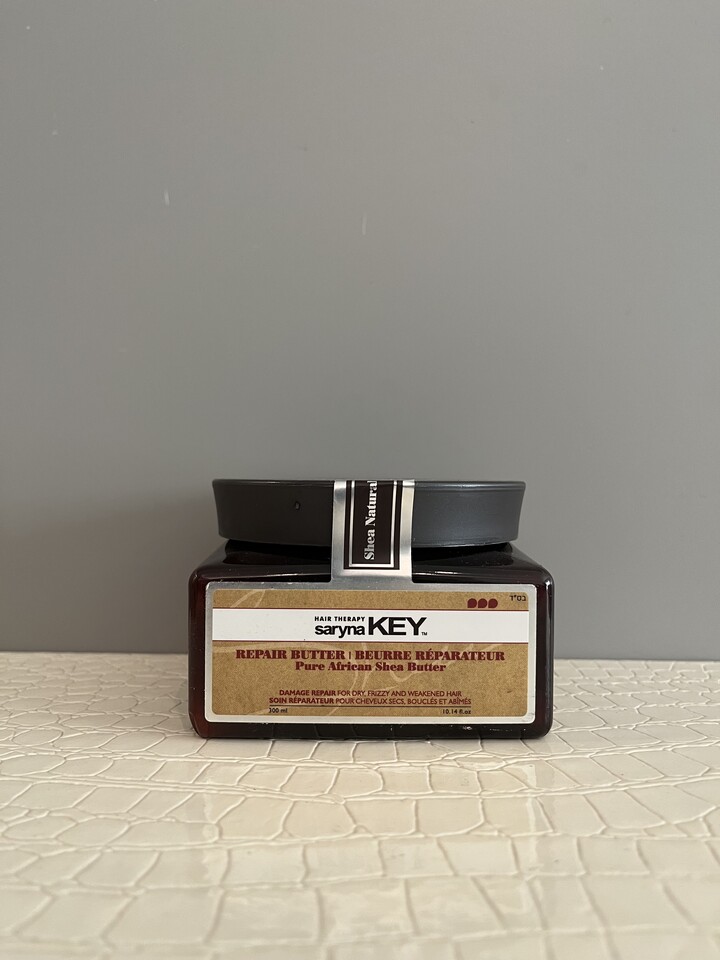 Shea Natural
בס"ד
HAIR THERAPY
saryna KEY TM
REPAIR BUTTER | BEURRE RÉPARATEUR
Pure African Shea Butter
DAMAGE REPAIR FOR DRY, FRIZZY AND WEAKENED HAIR
SOIN RÉPARATEUR POUR CHEVEUX SECS, BOUCLÉS ET ABÎMÉS
300 ml 10.14 fl.oz